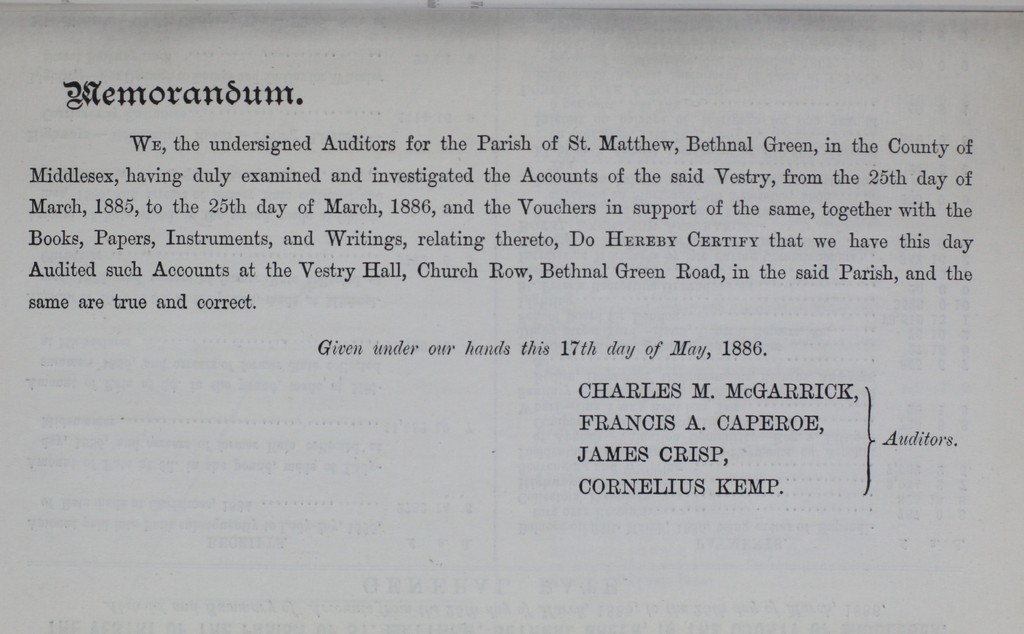 Memorandum.
WE, the undersigned Auditors for the Parish of St. Matthew, Bethnal Green, in the County of
Middlesex, having duly examined and investigated the Accounts of the said Vestry, from the 25th day of
March, 1885, to the 25th day of March, 1886, and the Vouchers in support of the same, together with the
Books, Papers, Instruments, and Writings, relating thereto, DO HEREBY CERTIFY that we have this day
Audited such Accounts at the Vestry Hall, Church Row, Bethnal Green Road, in the said Parish, and the
same are true and correct.
Given under our hands this 17th day of May, 1886.
CHARLES M. McGARRICK,
FRANCIS A. CAPEROE,
JAMES CRISP,
CORNELIUS KEMP.
Auditors.